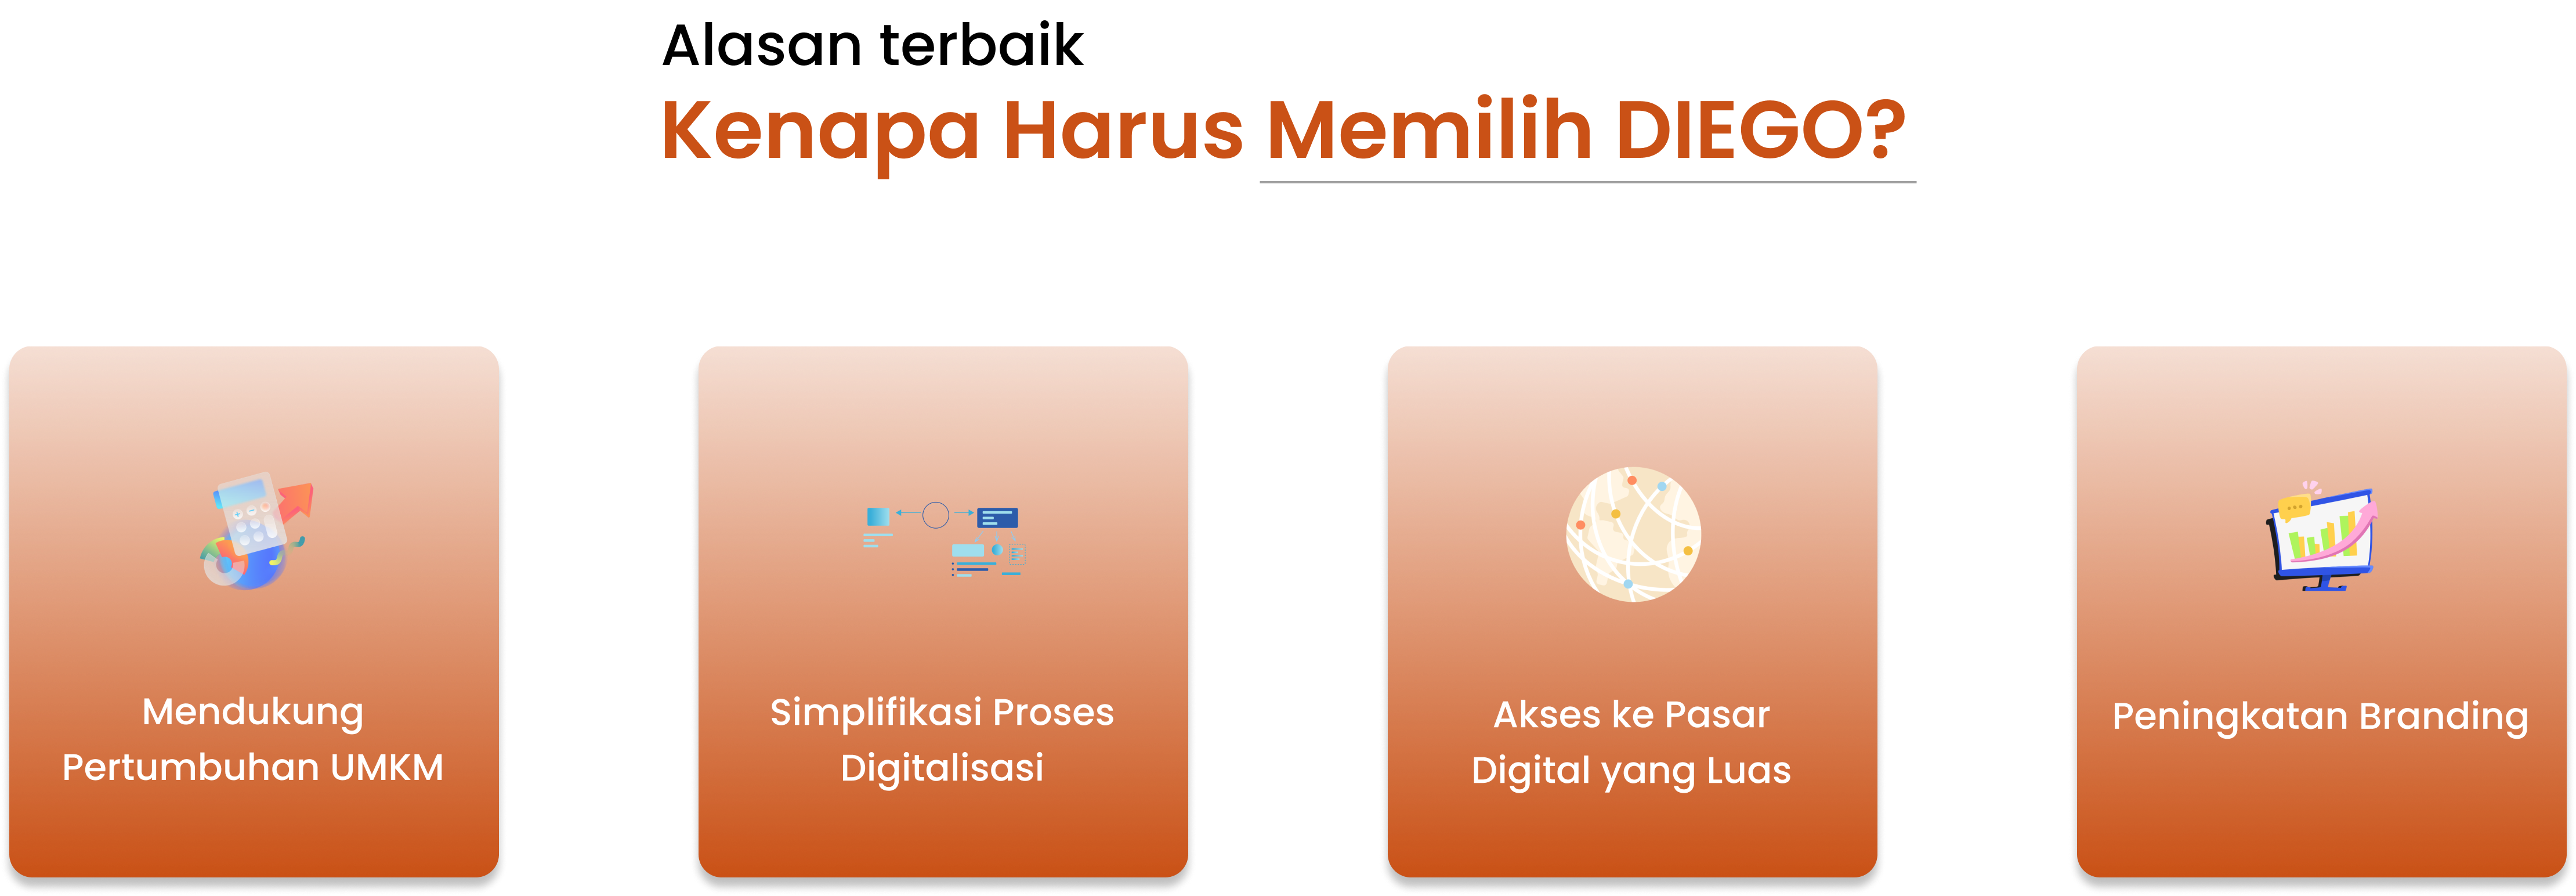 Alasan terbaik
Kenapa Harus Memilih DIEGO?
Mendukung
Pertumbuhan UMKM
Simplifikasi Proses
Digitalisasi
Akses ke Pasar
Digital yang Luas
Peningkatan Branding